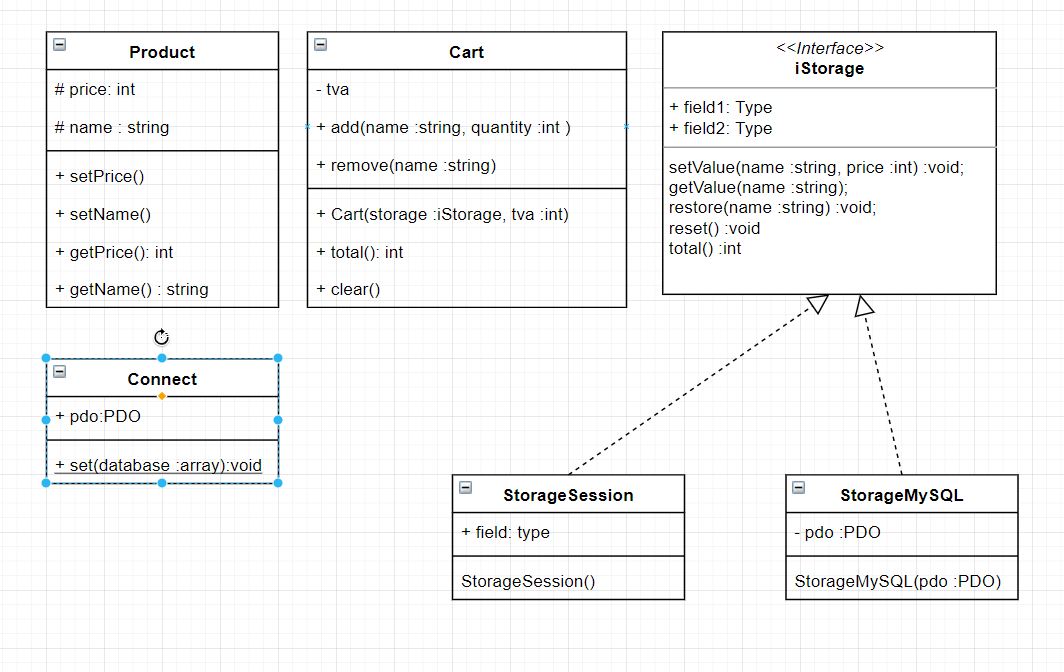 Product
# price: int
# name : string
+ setPrice()
+ setName()
+ getPrice(): int
+ getName() : string
Cart
- tva
+ add(name :string, quantity :int )
+ remove(name :string)
+ Cart(storage :iStorage, tva :int)
+ total(): int
+ clear()
<<Interface>>
iStorage
+ field1: Type
+ field2: Type
setValue(name :string, price :int) :void;
getValue(name :string);
restore(name :string) :void;
reset() :void
total() :int
Connect
+ pdo:PDO
+ set(database :array):void
StorageSession
+ field: type
StorageSession()
StorageMySQL
- pdo :PDO
StorageMySQL(pdo :PDO)